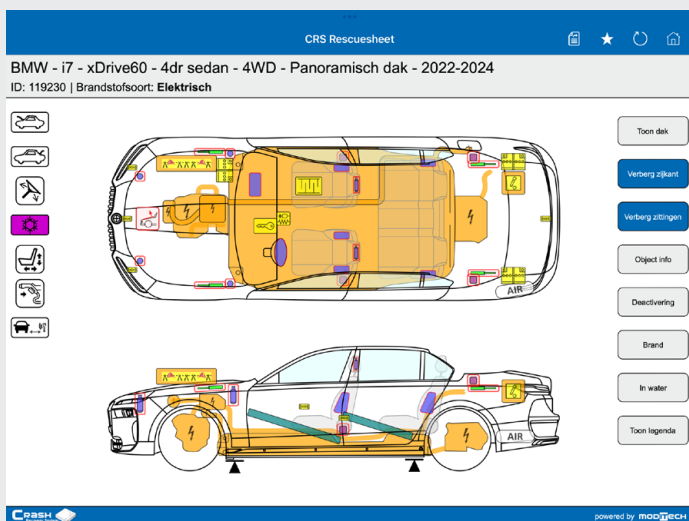 CRS Rescuesheet
BMW - i7 - xDrive60 - 4dr sedan - 4WD - Panoramisch dak - 2022-2024
ID: 119230 | Brandstofsoort: Elektrisch
Toon dak
Verberg zijkant
Verberg zittingen
Object info
Deactivering
Brand
In water
Toon legenda
AIR
AIR
CRASH
powered by MODITECH